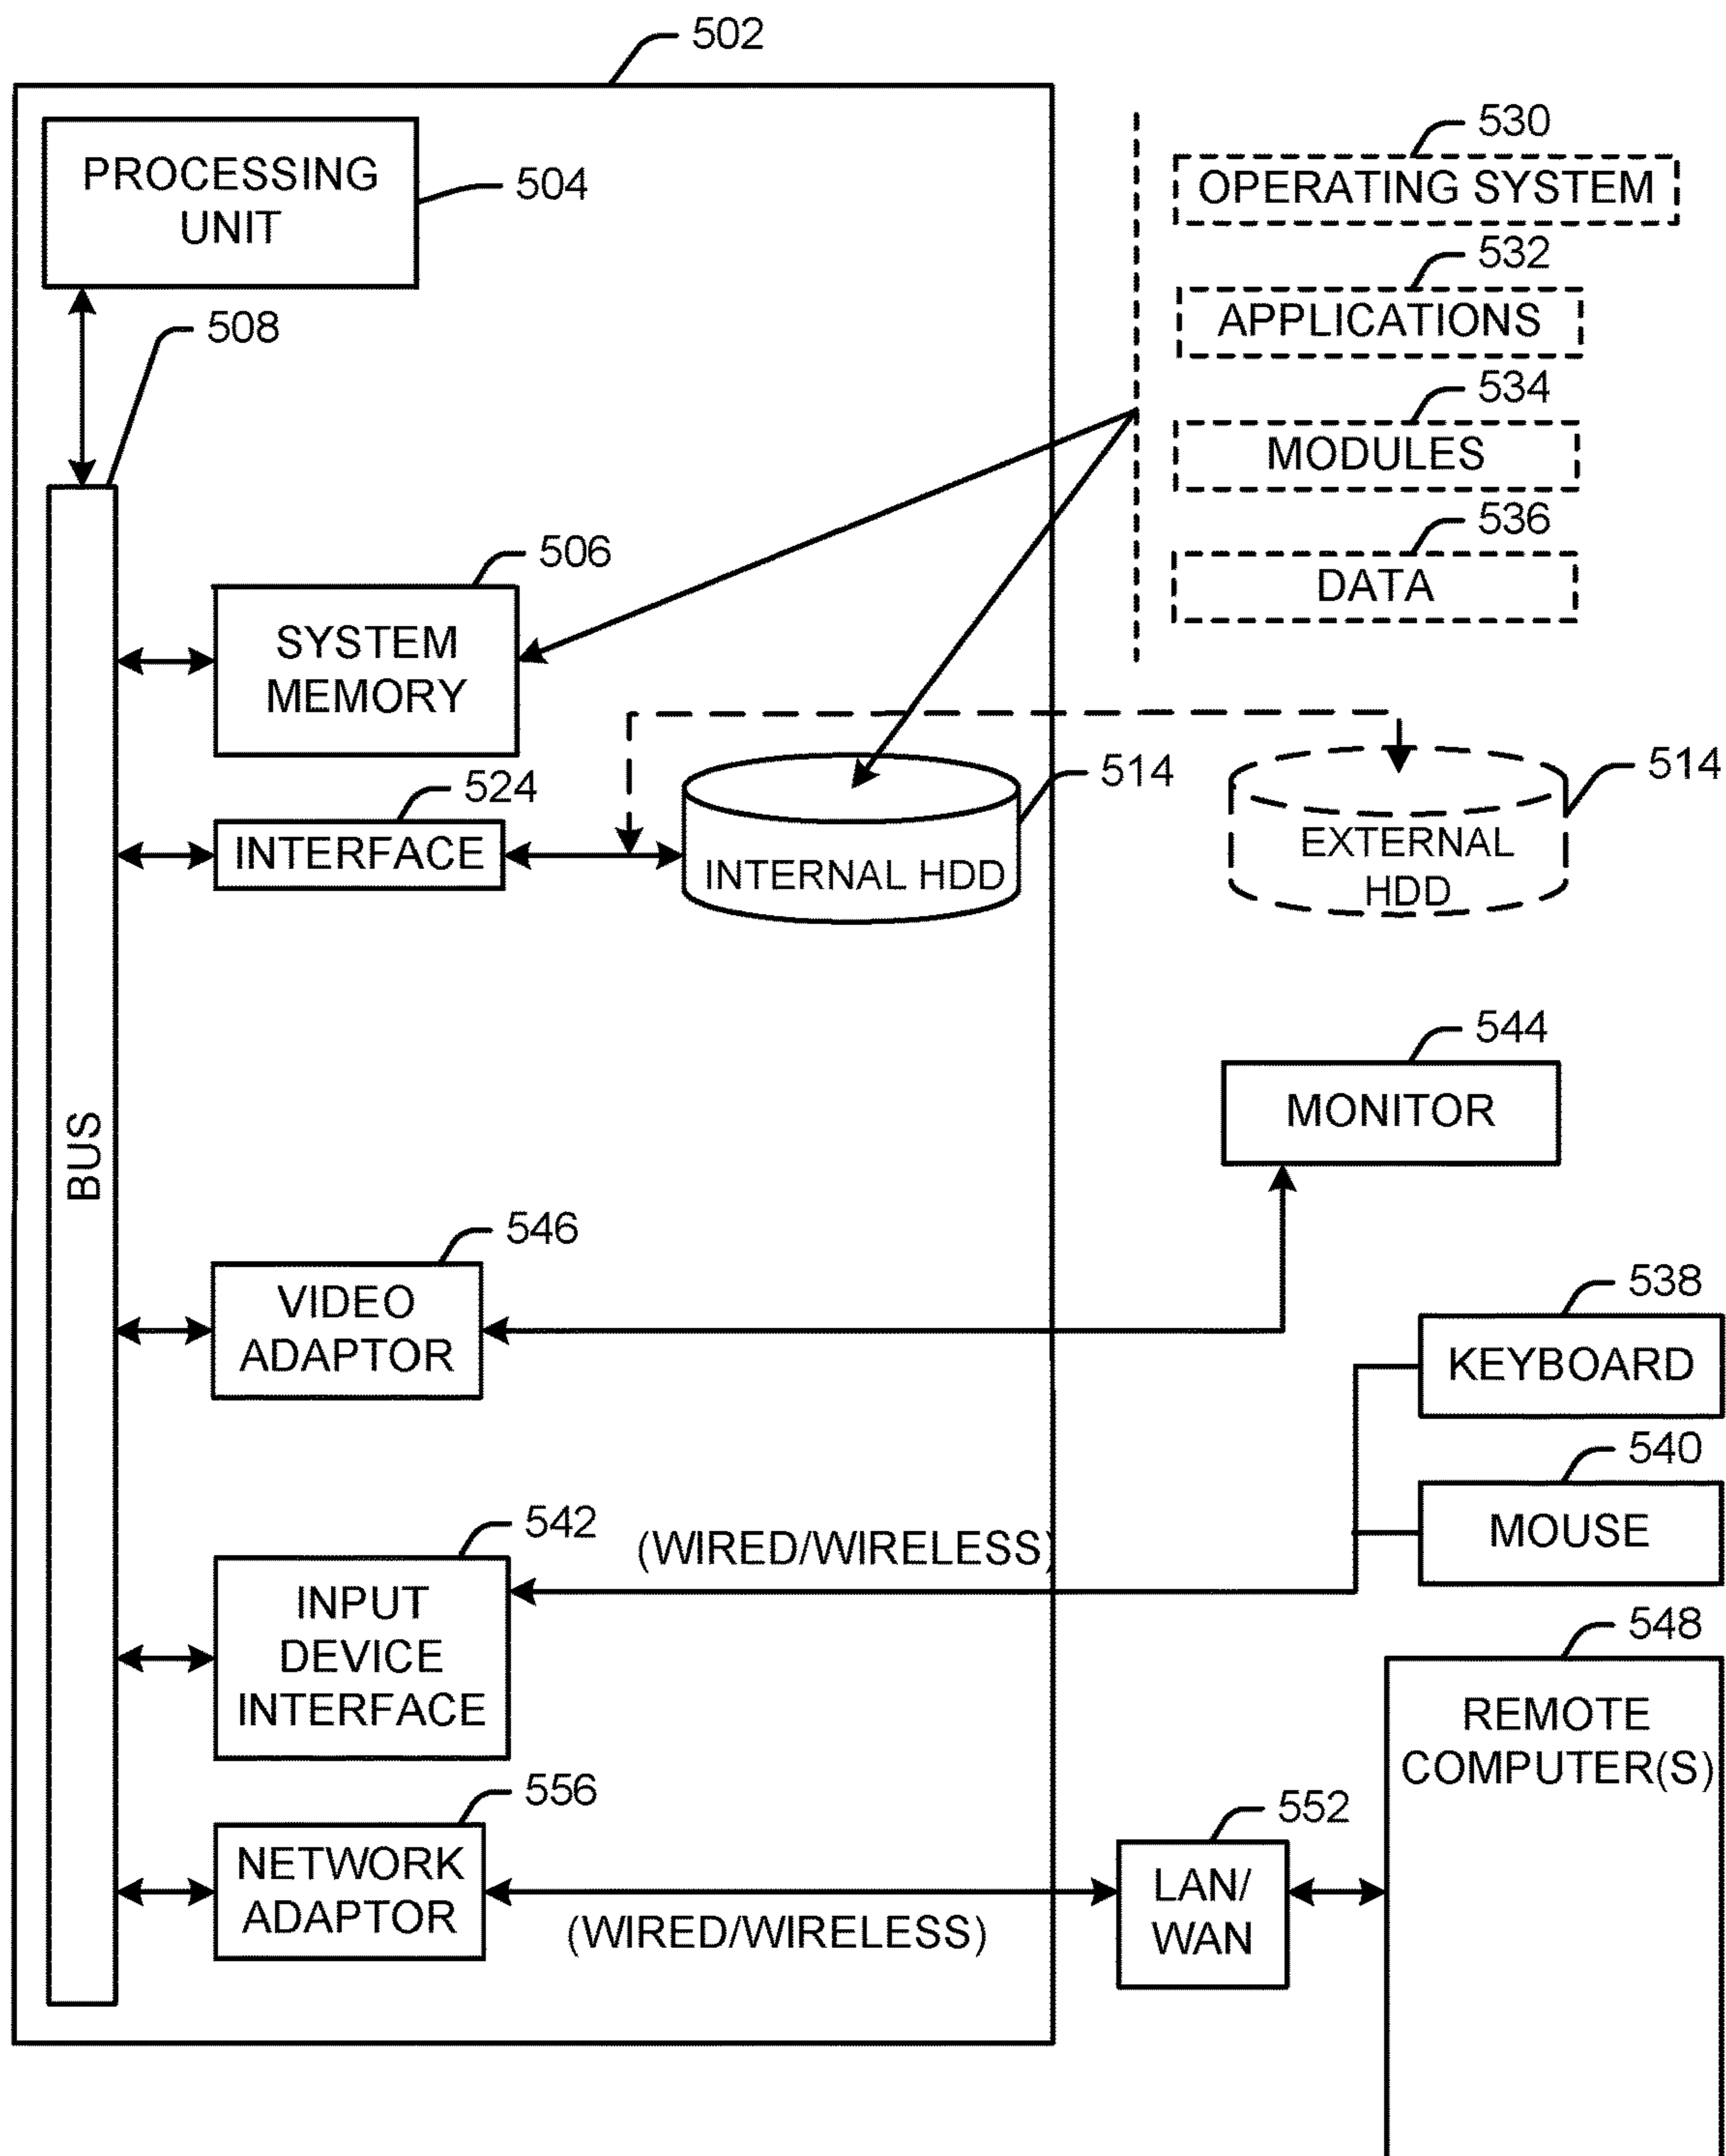 502
PROCESSING
UNIT
504
508
530
OPERATING SYSTEM
532
APPLICATIONS
534
MODULES
536
DATA
506
SYSTEM
MEMORY
524
INTERFACE
INTERNAL HDD
514
EXTERNAL
HDD
514
BUS
544
MONITOR
546
VIDEO
ADAPTOR
538
KEYBOARD
540
MOUSE
542
INPUT
DEVICE
INTERFACE
(WIRED/WIRELESS)
548
REMOTE
COMPUTER(S)
556
NETWORK
ADAPTOR
(WIRED/WIRELESS)
552
LAN/
WAN